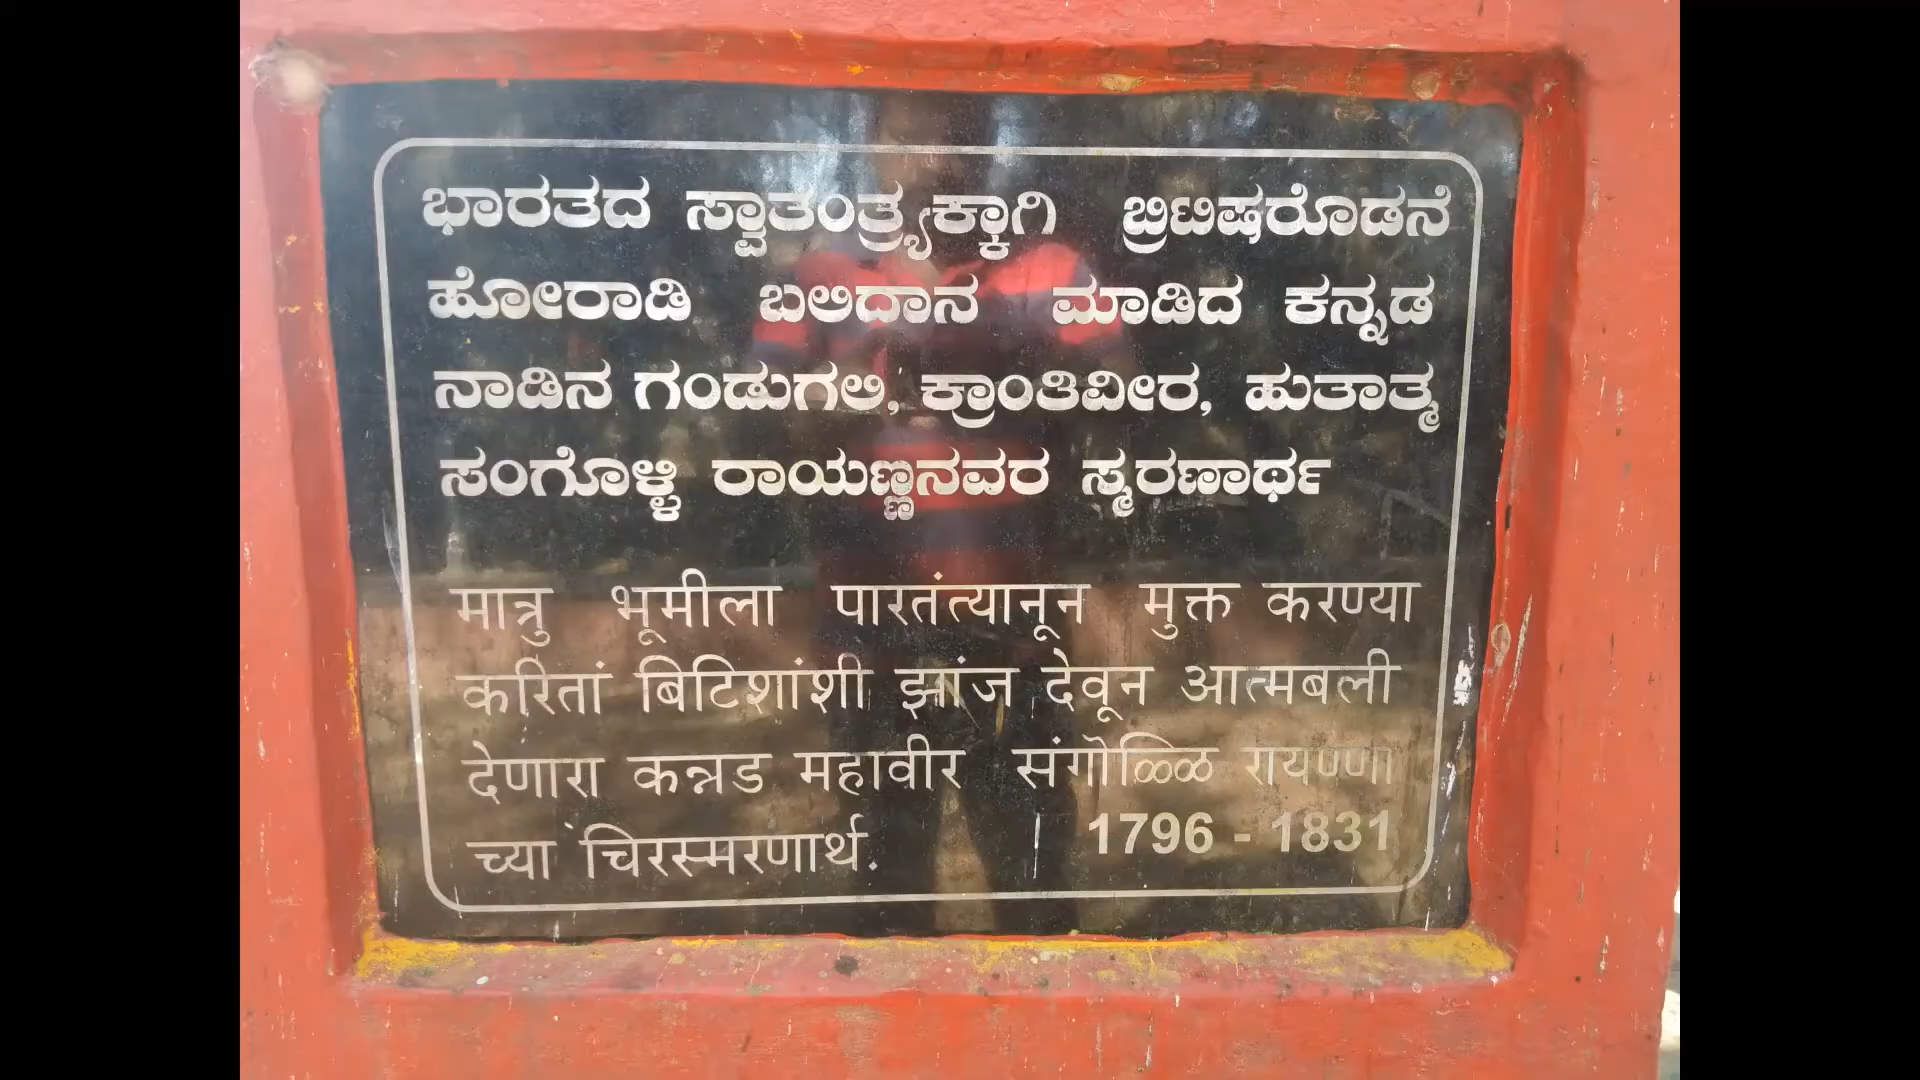 ಭಾರತದ ಸ್ವಾತಂತ್ರ್ಯಕ್ಕಾಗಿ ಬ್ರಿಟಿಷರೊಡನೆ
ಹೋರಾಡಿ ಬಲಿದಾನ ಮಾಡಿದ ಕನ್ನಡ
ನಾಡಿನ ಗಂಡುಗಲಿ, ಕ್ರಾಂತಿವೀರ, ಹುತಾತ್ಮ
ಸಂಗೊಳ್ಳಿ ರಾಯಣ್ಣನವರ ಸ್ಮರಣಾರ್ಥ
मात्रु भूमीला पारतंत्यानून मुक्त करण्या
करितां बिटिशांशी झांज देवून आत्मबली
देणारा कन्नड महावीर संगोळ्ळि रायण्णा
च्या चिरस्मरणार्थ. 1796 - 1831